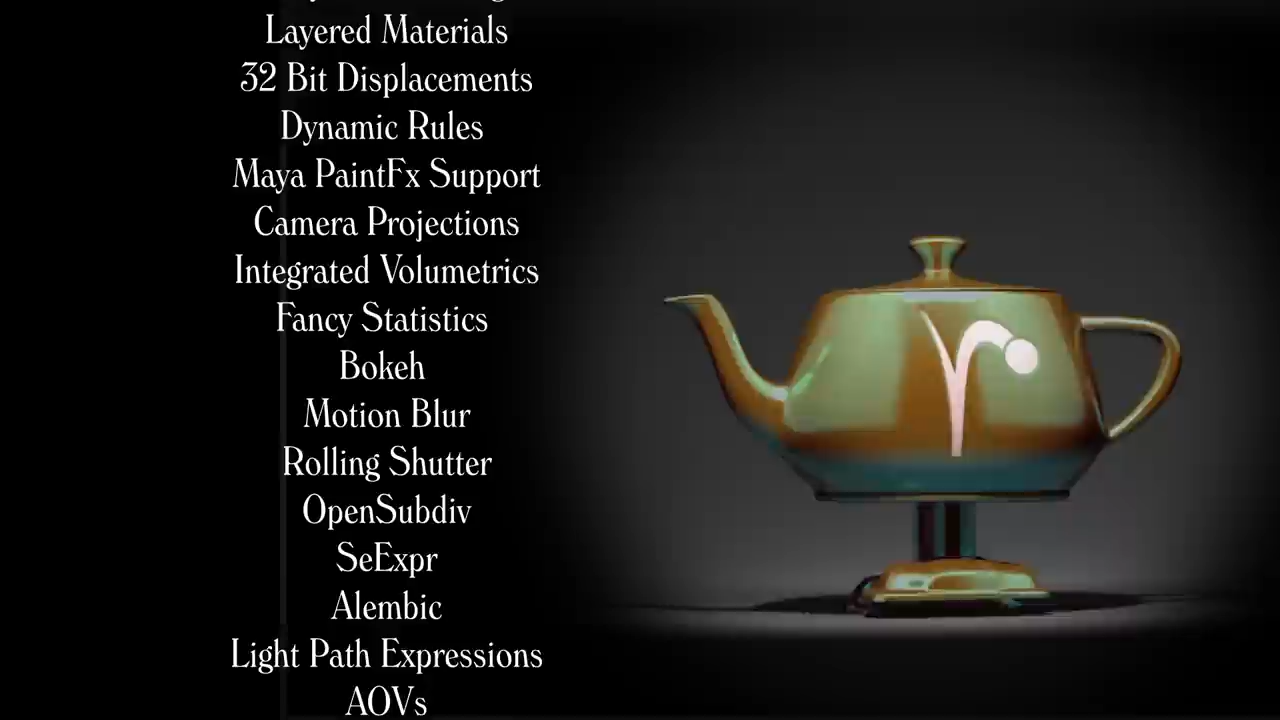 Layered Materials
32 Bit Displacements
Dynamic Rules
Maya PaintFx Support
Camera Projections
Integrated Volumetrics
Fancy Statistics
Bokeh
Motion Blur
Rolling Shutter
OpenSubdiv
SeExpr
Alembic
Light Path Expressions
AOVs